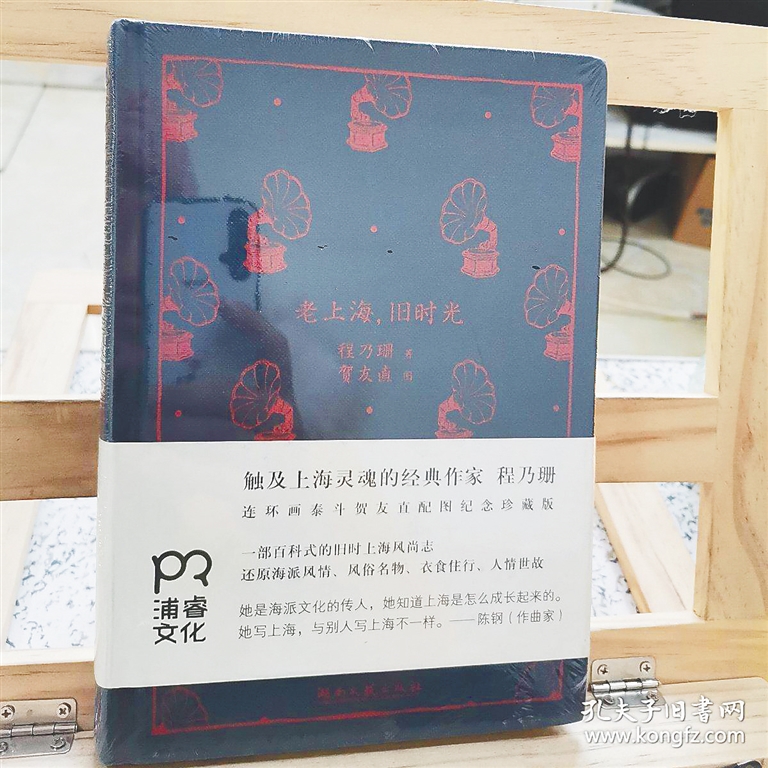 老上海，旧时光
程乃珊 著
贺友直 图
触及上海灵魂的经典作家 程乃珊
连环画泰斗贺友直配图纪念珍藏版
一部百科式的旧时上海风尚志
还原海派风情、风俗名物、衣食住行、人情世故
她是海派文化的传人，她知道上海是怎么成长起来的。
她写上海，与别人写上海不一样。——陈钢（作曲家）
浦睿
文化
湖南文艺出版社
孔夫子旧书网
www.kongfz.com